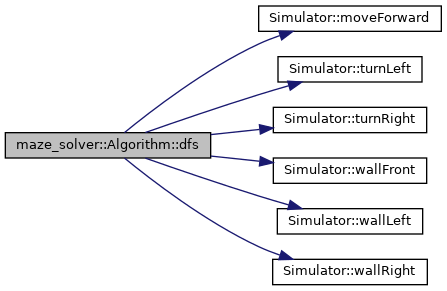 Simulator::moveForward
Simulator::turnLeft
Simulator::turnRight
maze_solver::Algorithm::dfs
Simulator::wallFront
Simulator::wallLeft
Simulator::wallRight